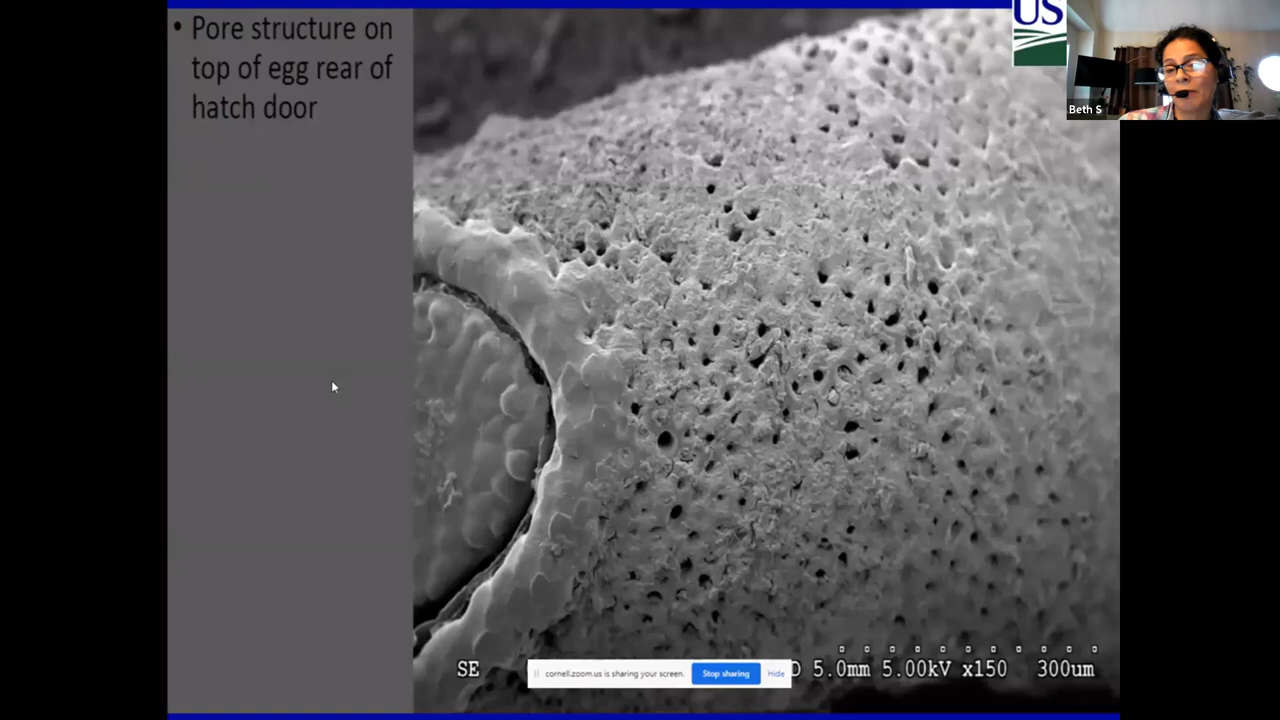 • Pore structure on
top of egg rear of
hatch door
US
Beth S
SE
cornell.zoom.us is sharing your screen. Stop sharing Hide
5.0mm 5.00kV x150 300um